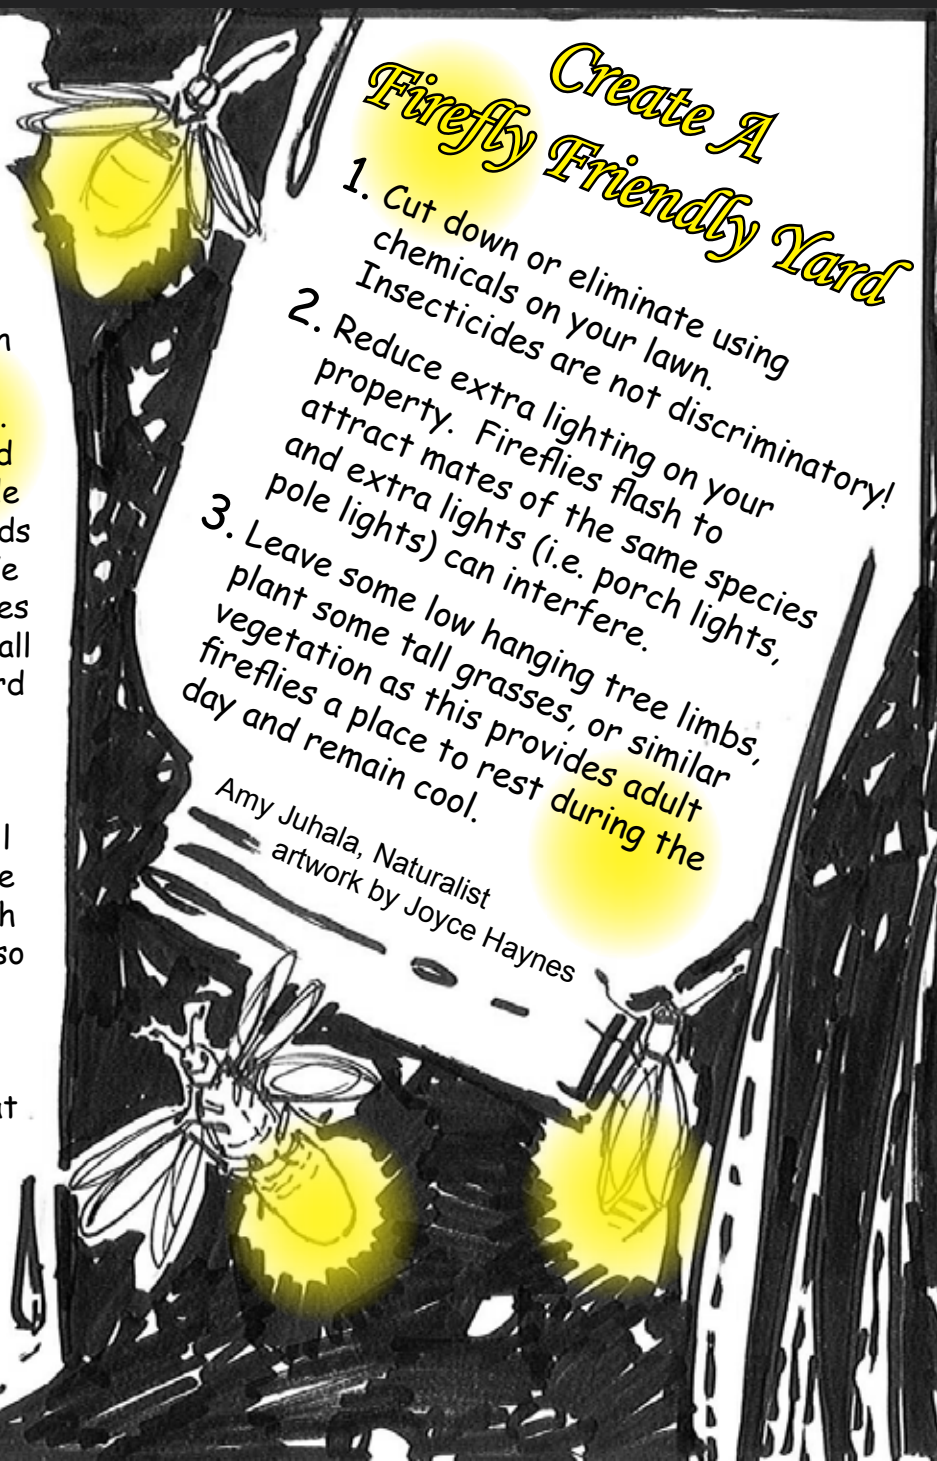 Create A
Firefly Friendly Yard
1. Cut down or eliminate using
chemicals on your lawn.
Insecticides are not discriminatory!
2. Reduce extra lighting on your
property. Fireflies flash to
attract mates of the same species
and extra lights (i.e. porch lights,
pole lights) can interfere.
3. Leave some low hanging tree limbs,
plant some tall grasses, or similar
vegetation as this provides adult
fireflies a place to rest during the
day and remain cool.
Amy Juhala, Naturalist
artwork by Joyce Haynes